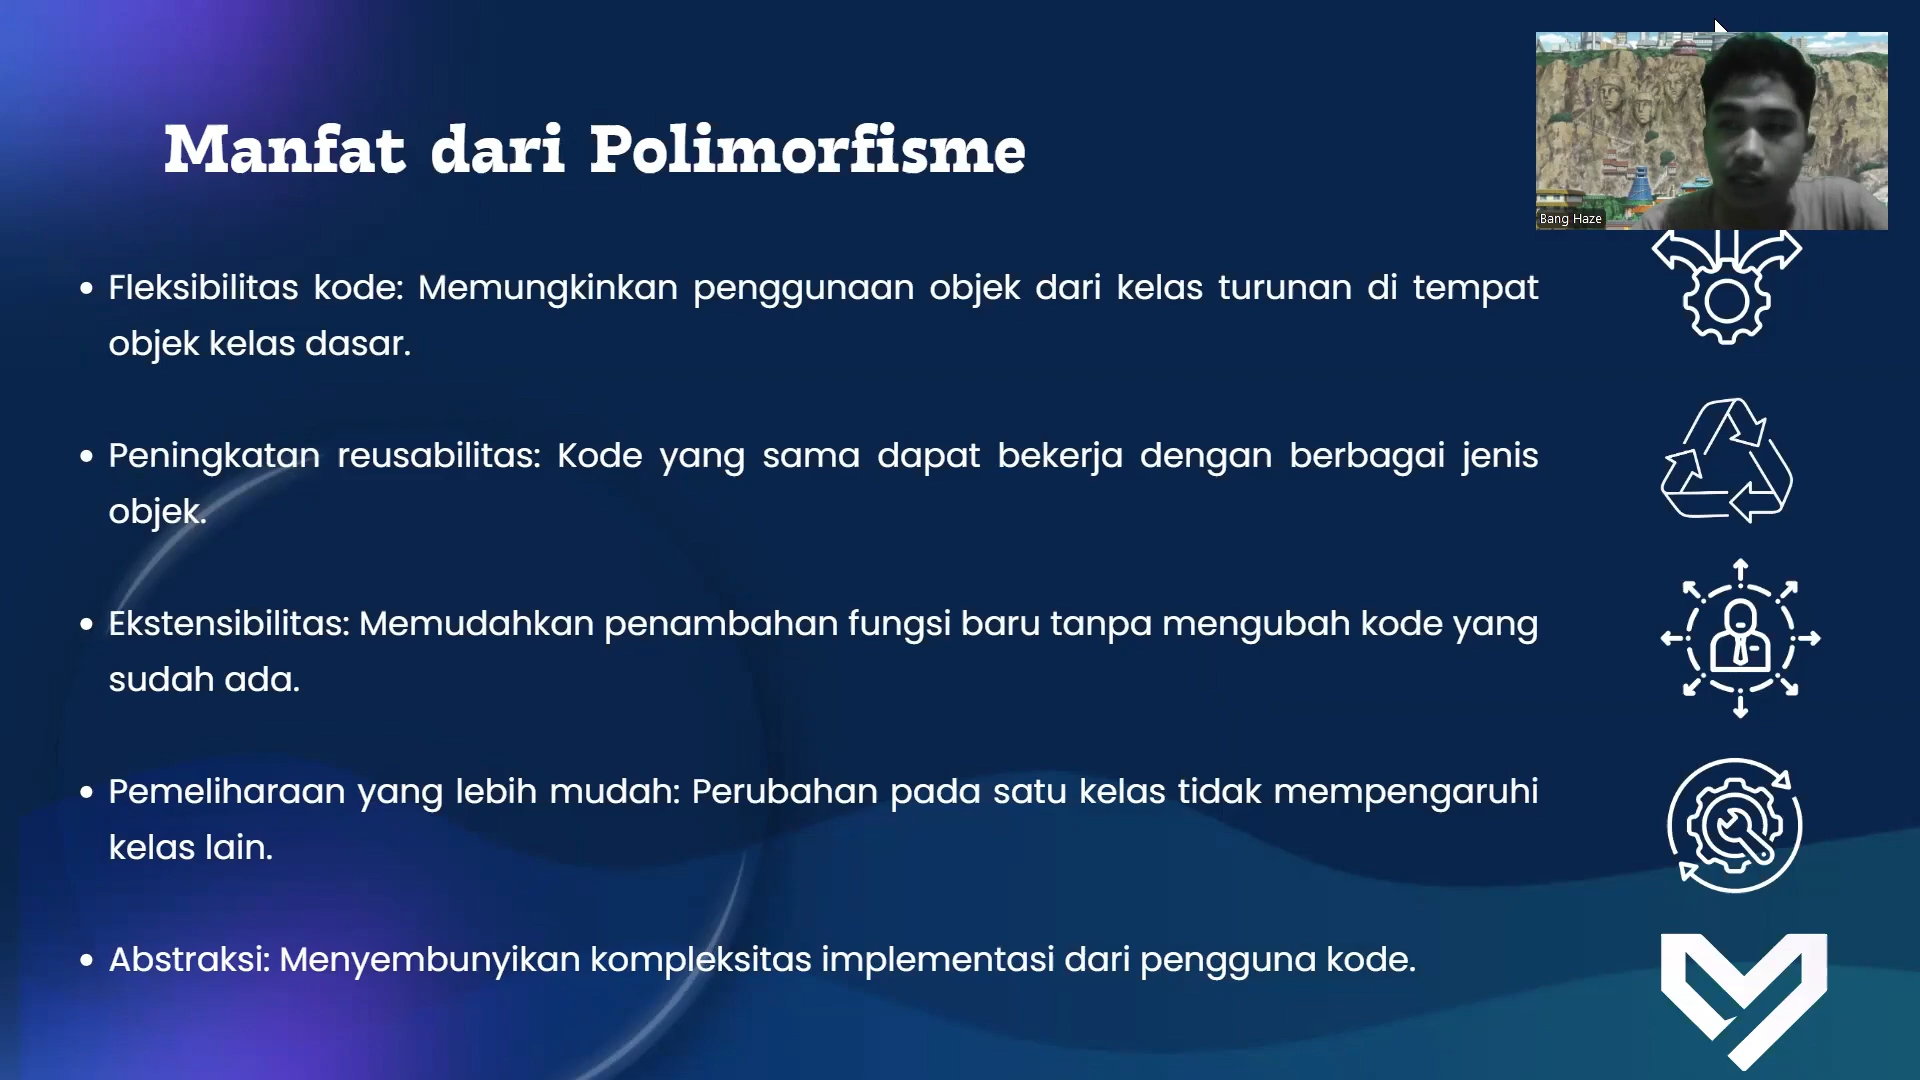 Manfat dari Polimorfisme
Bang Haze
• Fleksibilitas kode: Memungkinkan penggunaan objek dari kelas turunan di tempat
objek kelas dasar.
• Peningkatan reusabilitas: Kode yang sama dapat bekerja dengan berbagai jenis
objek.
• Ekstensibilitas: Memudahkan penambahan fungsi baru tanpa mengubah kode yang
sudah ada.
• Pemeliharaan yang lebih mudah: Perubahan pada satu kelas tidak mempengaruhi
kelas lain.
• Abstraksi: Menyembunyikan kompleksitas implementasi dari pengguna kode.